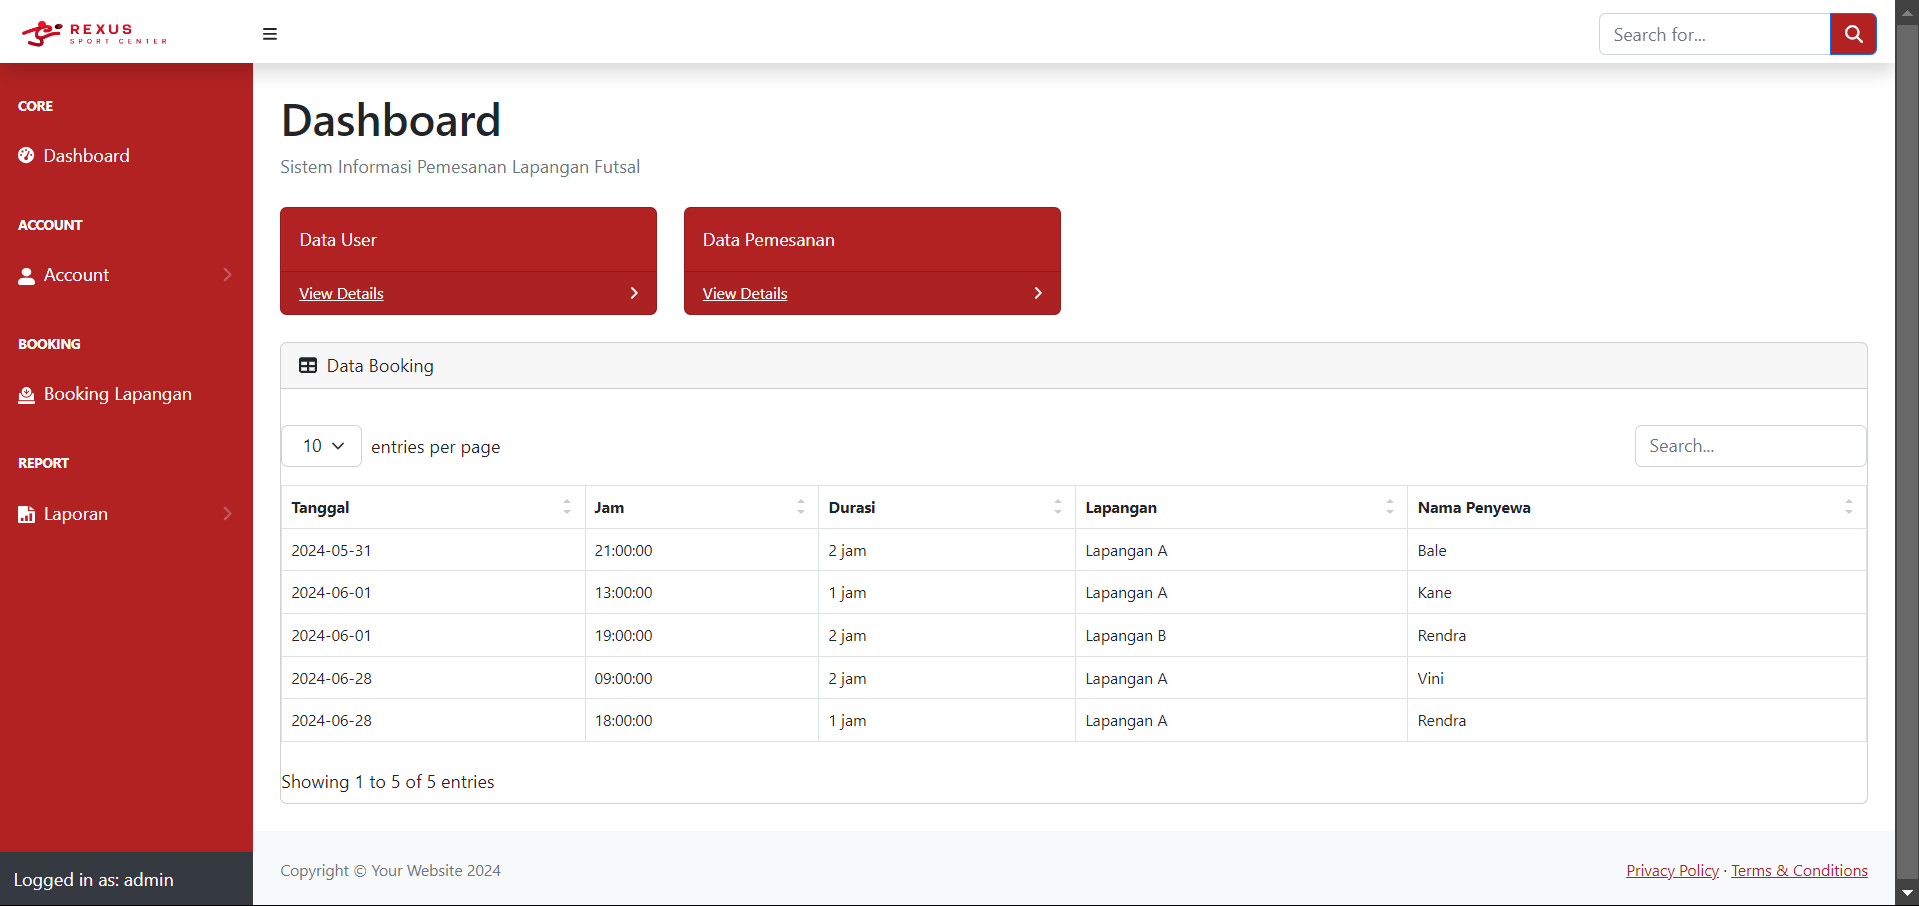 REXUS
SPORT CENTER
Search for...
CORE
Dashboard
ACCOUNT
Account
BOOKING
Booking Lapangan
REPORT
Laporan
Logged in as: admin
Dashboard
Sistem Informasi Pemesanan Lapangan Futsal
Data User
View Details
Data Pemesanan
View Details
Data Booking
10 entries per page
Search...
Tanggal Jam Durasi Lapangan Nama Penyewa
2024-05-31 21:00:00 2 jam Lapangan A Bale
2024-06-01 13:00:00 1 jam Lapangan A Kane
2024-06-01 19:00:00 2 jam Lapangan B Rendra
2024-06-28 09:00:00 2 jam Lapangan A Vini
2024-06-28 18:00:00 1 jam Lapangan A Rendra
Showing 1 to 5 of 5 entries
Copyright © Your Website 2024
Privacy Policy · Terms & Conditions